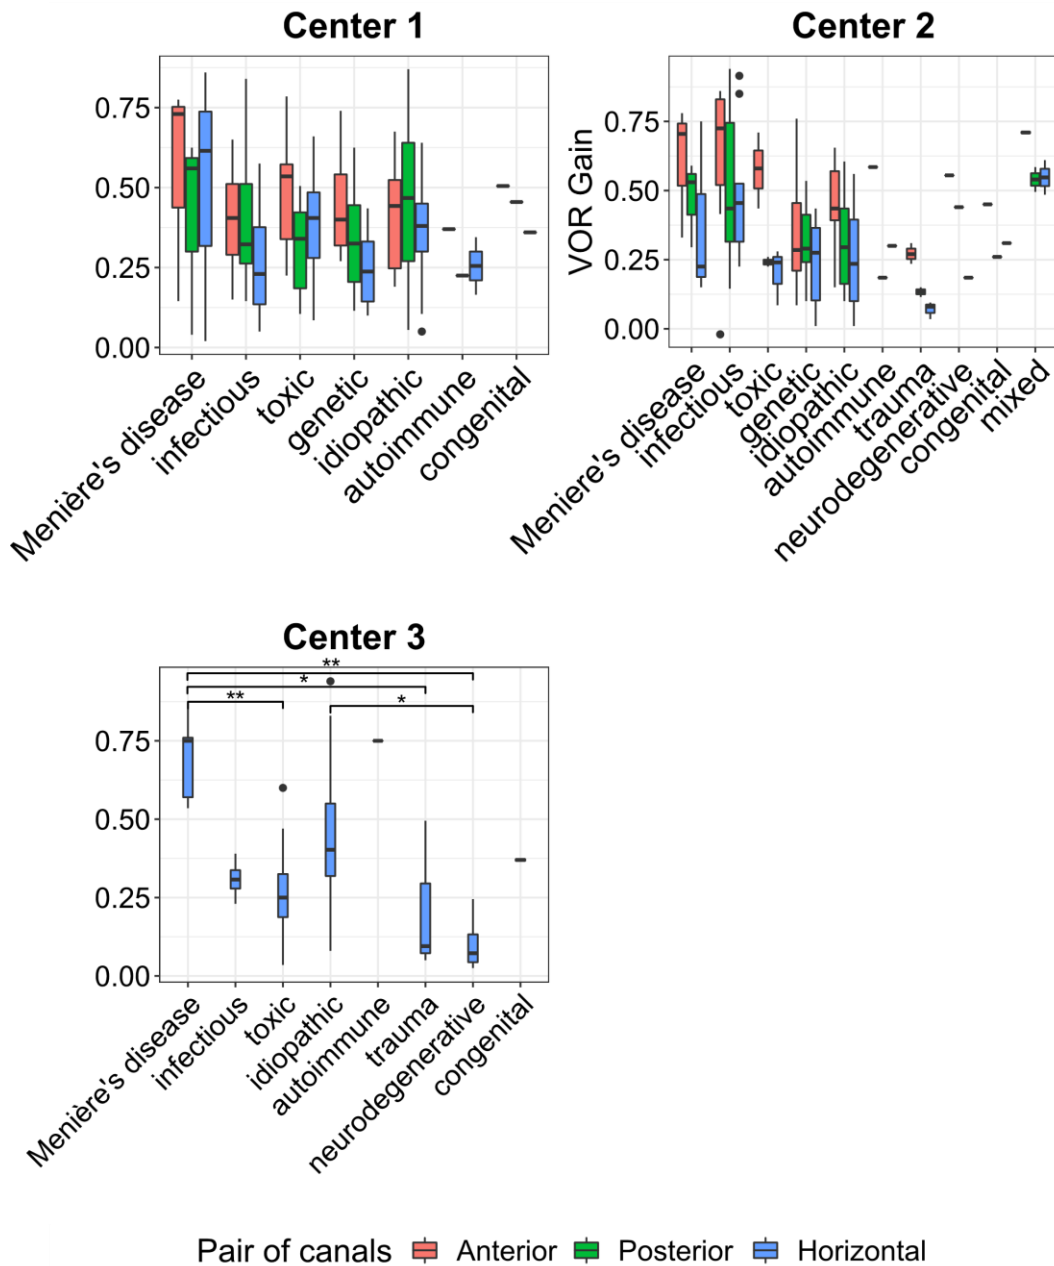 Center 1
0.75
0.50
0.25
0.00
Menière's disease
infectious
toxic
genetic
idiopathic
autoimmune
congenital
Center 2
VOR Gain
0.75
0.50
0.25
0.00
Meniere's disease
infectious
toxic
genetic
idiopathic
autoimmune
trauma
neurodegenerative
congenital
mixed
Center 3
**
*
**
*
0.75
0.50
0.25
0.00
Menière's disease
infectious
toxic
idiopathic
autoimmune
trauma
neurodegenerative
congenital
Pair of canals Anterior Posterior Horizontal